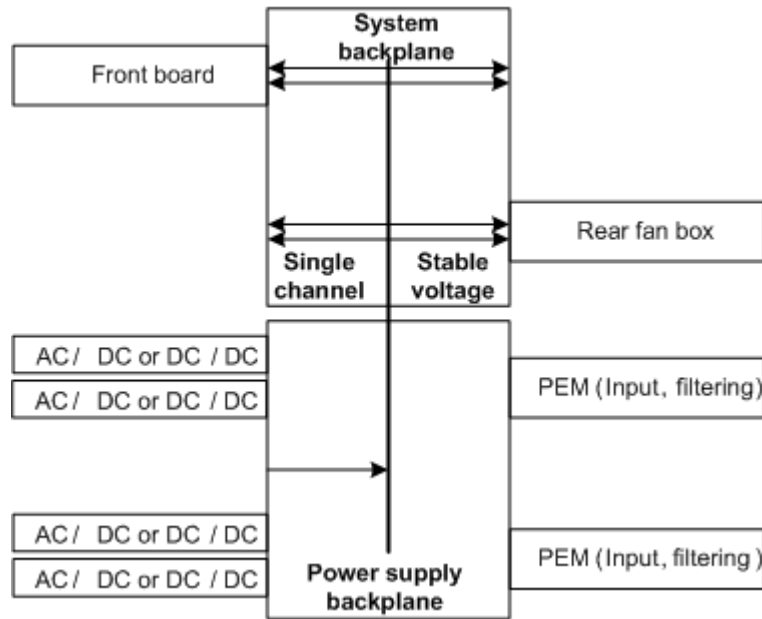 System
backplane
Front board
Rear fan box
Single
channel
Stable
voltage
AC / DC or DC / DC
AC / DC or DC / DC
PEM (Input, filtering)
AC / DC or DC / DC
AC / DC or DC / DC
PEM (Input, filtering)
Power supply
backplane